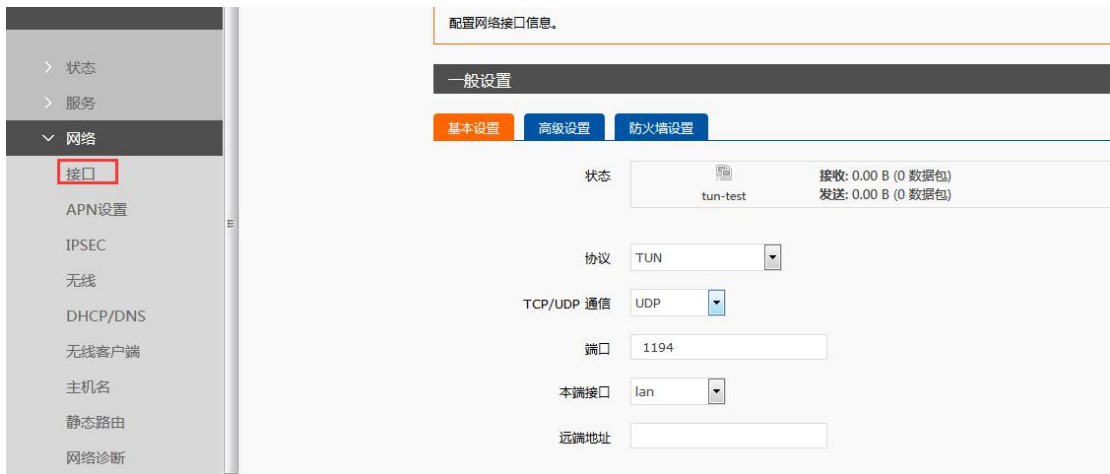 配置网络接口信息。
状态
服务
网络
接口
APN设置
IPSEC
无线
DHCP/DNS
无线客户端
主机名
静态路由
网络诊断
一般设置
基本设置 高级设置 防火墙设置
状态 tun-test 接收: 0.00 B (0 数据包)
发送: 0.00 B (0 数据包)
协议 TUN
TCP/UDP 通信 UDP
端口 1194
本端接口 lan
远端地址